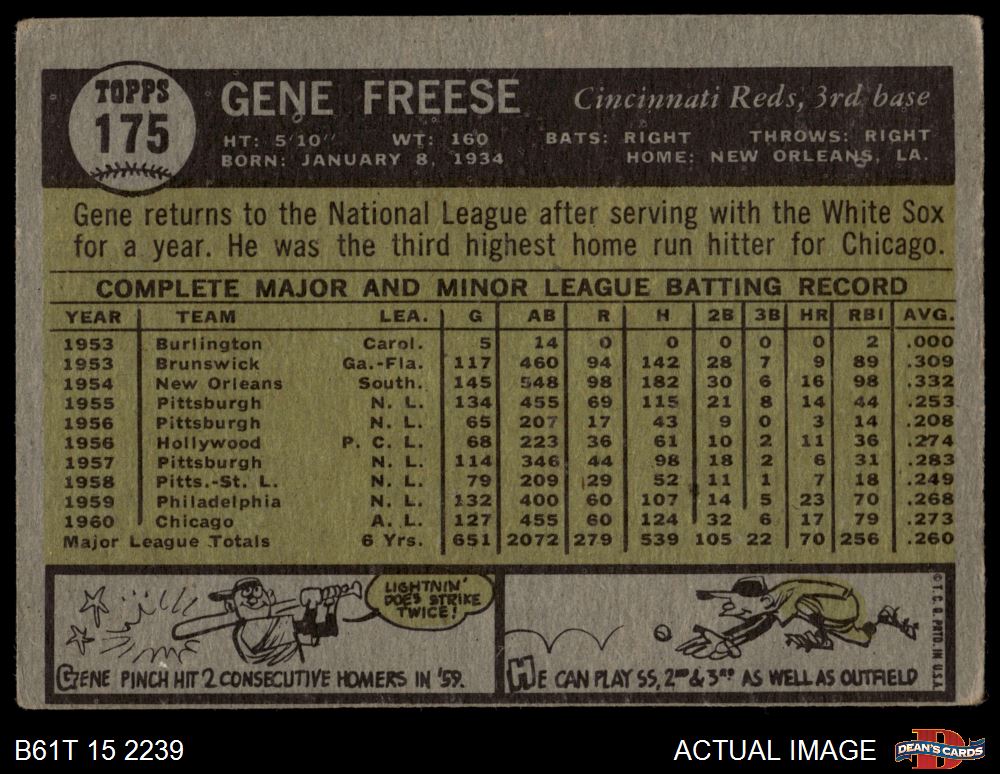 TOPPS
175
GENE FREESE
Cincinnati Reds, 3rd base
HT: 5'10" WT: 160 BATS: RIGHT THROWS: RIGHT
BORN: JANUARY 8, 1934 HOME: NEW ORLEANS, LA.
Gene returns to the National League after serving with the White Sox
for a year. He was the third highest home run hitter for Chicago.
COMPLETE MAJOR AND MINOR LEAGUE BATTING RECORD
YEAR TEAM LEA. G AB R H 2B 3B HR RBI AVG.
1953 Burlington Carol. 5 14 0 0 0 0 0 2 .000
1953 Brunswick Ga.-Fla. 117 460 94 142 28 7 9 89 .309
1954 New Orleans South. 145 548 98 182 30 6 16 98 .332
1955 Pittsburgh N. L. 134 455 69 115 21 8 14 44 .253
1956 Pittsburgh N. L. 65 207 17 43 9 0 3 14 .208
1956 Hollywood P. C. L. 68 223 36 61 10 2 11 36 .274
1957 Pittsburgh N. L. 114 346 44 98 18 2 6 31 .283
1958 Pitts.-St. L. N. L. 79 209 29 52 11 1 7 18 .249
1959 Philadelphia N. L. 132 400 60 107 14 5 23 70 .268
1960 Chicago A. L. 127 455 60 124 32 6 17 79 .273
Major League Totals 6 Yrs. 651 2072 279 539 105 22 70 256 .260
LIGHTNIN'
DOES STRIKE
TWICE!
GENE PINCH HIT 2 CONSECUTIVE HOMERS IN '59.
HE CAN PLAY SS, 2ND & 3RD AS WELL AS OUTFIELD
© T. C. G. PRTD. IN U.S.A.
B61T 15 2239
ACTUAL IMAGE
DEAN'S CARDS